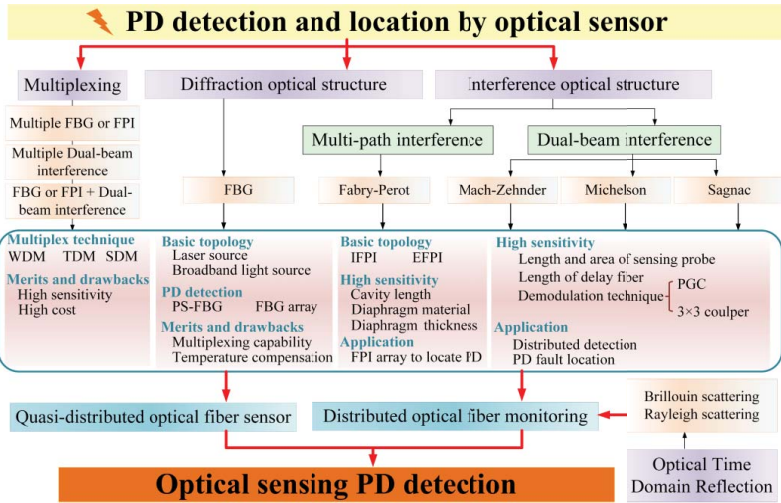 PD detection and location by optical sensor
Multiplexing
Diffraction optical structure
Interference optical structure
Multiple FBG or FPI
Multiple Dual-beam
interference
FBG or FPI + Dual-
beam interference
Multi-path interference
Dual-beam interference
FBG
Fabry-Perot
Mach-Zehnder
Michelson
Sagnac
Multiplex technique
WDM TDM SDM
Merits and drawbacks
High sensitivity
High cost
Basic topology
Laser source
Broadband light source
PD detection
PS-FBG FBG array
Merits and drawbacks
Multiplexing capability
Temperature compensation
Basic topology
IFPI EFPI
High sensitivity
Cavity length
Diaphragm material
Diaphragm thickness
Application
FPI array to locate PD
High sensitivity
Length and area of sensing probe
Length of delay fiber
Demodulation technique
PGC
3×3 coulper
Application
Distributed detection
PD fault location
Quasi-distributed optical fiber sensor
Distributed optical fiber monitoring
Brillouin scattering
Rayleigh scattering
Optical Time
Domain Reflection
Optical sensing PD detection